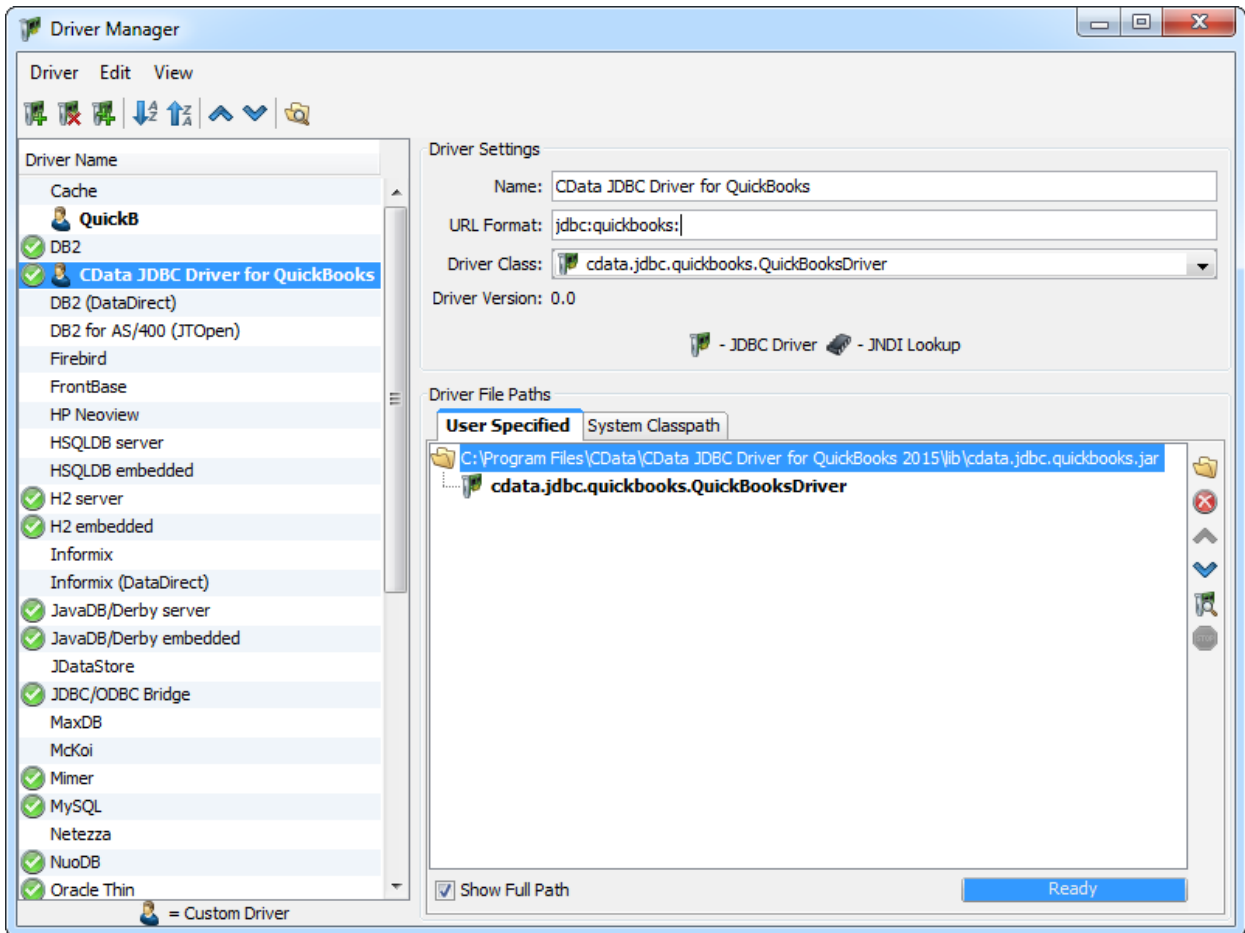 Driver Manager
Driver Edit View
Driver Name
Cache
QuickB
DB2
CData JDBC Driver for QuickBooks
DB2 (DataDirect)
DB2 for AS/400 (JTOpen)
Firebird
FrontBase
HP Neoview
HSQLDB server
HSQLDB embedded
H2 server
H2 embedded
Informix
Informix (DataDirect)
JavaDB/Derby server
JavaDB/Derby embedded
JDataStore
JDBC/ODBC Bridge
MaxDB
McKoi
Mimer
MySQL
Netezza
NuoDB
Oracle Thin
= Custom Driver
Driver Settings
Name: CData JDBC Driver for QuickBooks
URL Format: jdbc:quickbooks:
Driver Class: cdata.jdbc.quickbooks.QuickBooksDriver
Driver Version: 0.0
- JDBC Driver - JNDI Lookup
Driver File Paths
User Specified System Classpath
C:\Program Files\CData\CData JDBC Driver for QuickBooks 2015\lib\cdata.jdbc.quickbooks.jar
cdata.jdbc.quickbooks.QuickBooksDriver
STOP
Show Full Path
Ready